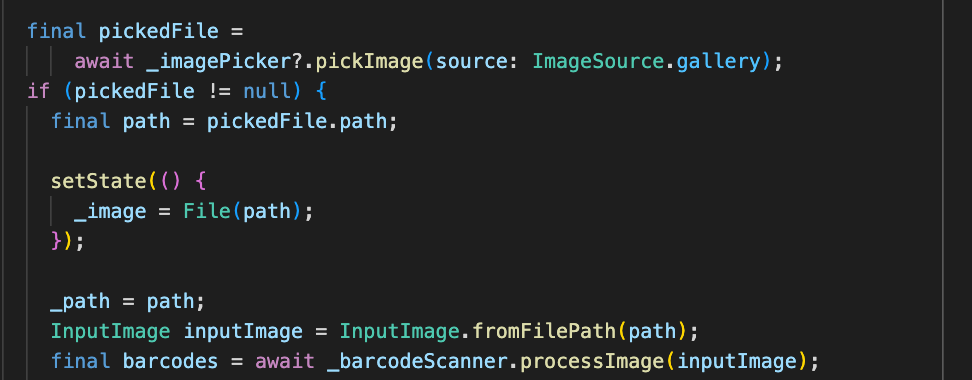 final pickedFile =
    await _imagePicker?.pickImage(source: ImageSource.gallery);
if (pickedFile != null) {
  final path = pickedFile.path;

  setState(() {
    _image = File(path);
  });

  _path = path;
  InputImage inputImage = InputImage.fromFilePath(path);
  final barcodes = await _barcodeScanner.processImage(inputImage);